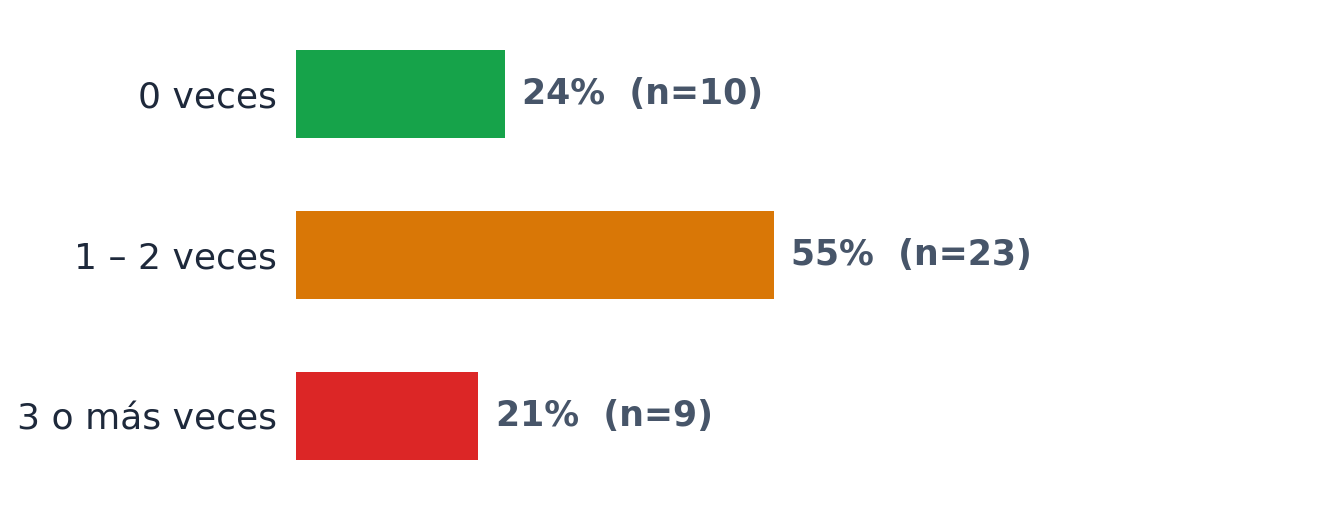 0 veces 24% (n=10)
1 – 2 veces 55% (n=23)
3 o más veces 21% (n=9)